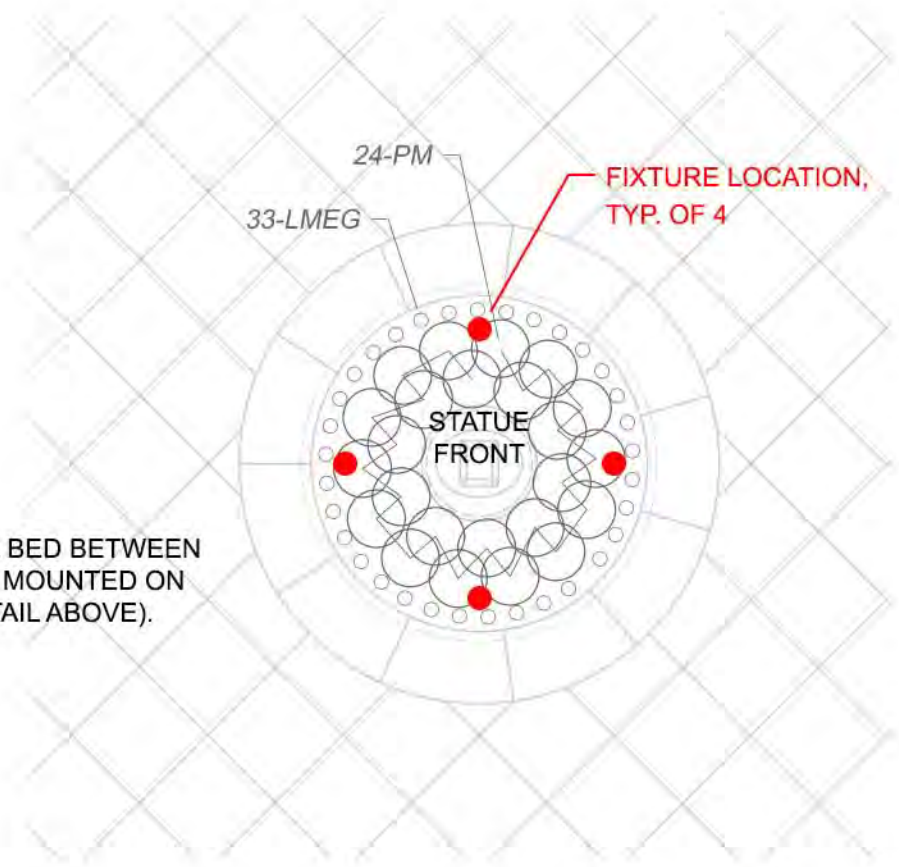 24-PM
33-LMEG
FIXTURE LOCATION,
TYP. OF 4
STATUE
FRONT
BED BETWEEN
MOUNTED ON
TAIL ABOVE).